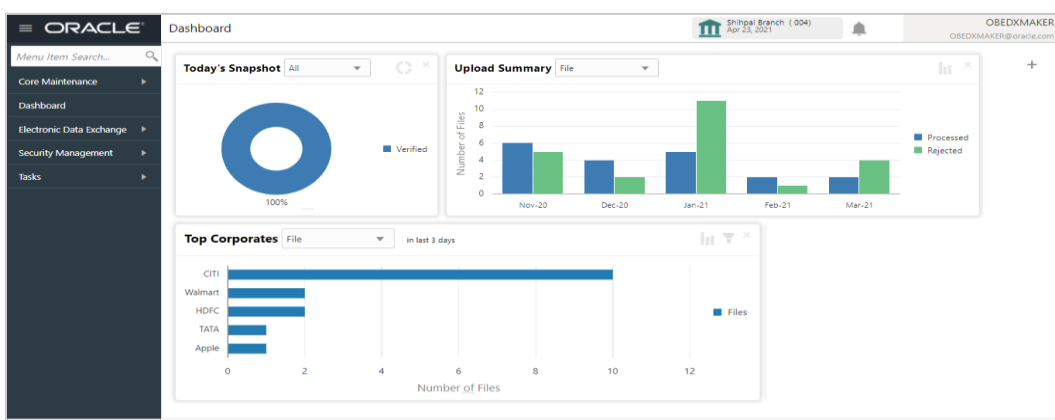 ORACLE
Dashboard
Shihpai Branch ( 004)
Apr 23, 2021
OBEDXMAKER
OBEDXMAKER@oracle.com
Menu Item Search...
Core Maintenance
Dashboard
Electronic Data Exchange
Security Management
Tasks
Today's Snapshot All
Verified
100%
Upload Summary File
12
10
8
6
4
2
0
Number of Files
Nov-20 Dec-20 Jan-21 Feb-21 Mar-21
Processed
Rejected
Top Corporates File in last 3 days
CITI
Walmart
HDFC
TATA
Apple
0 2 4 6 8 10 12
Number of Files
Files